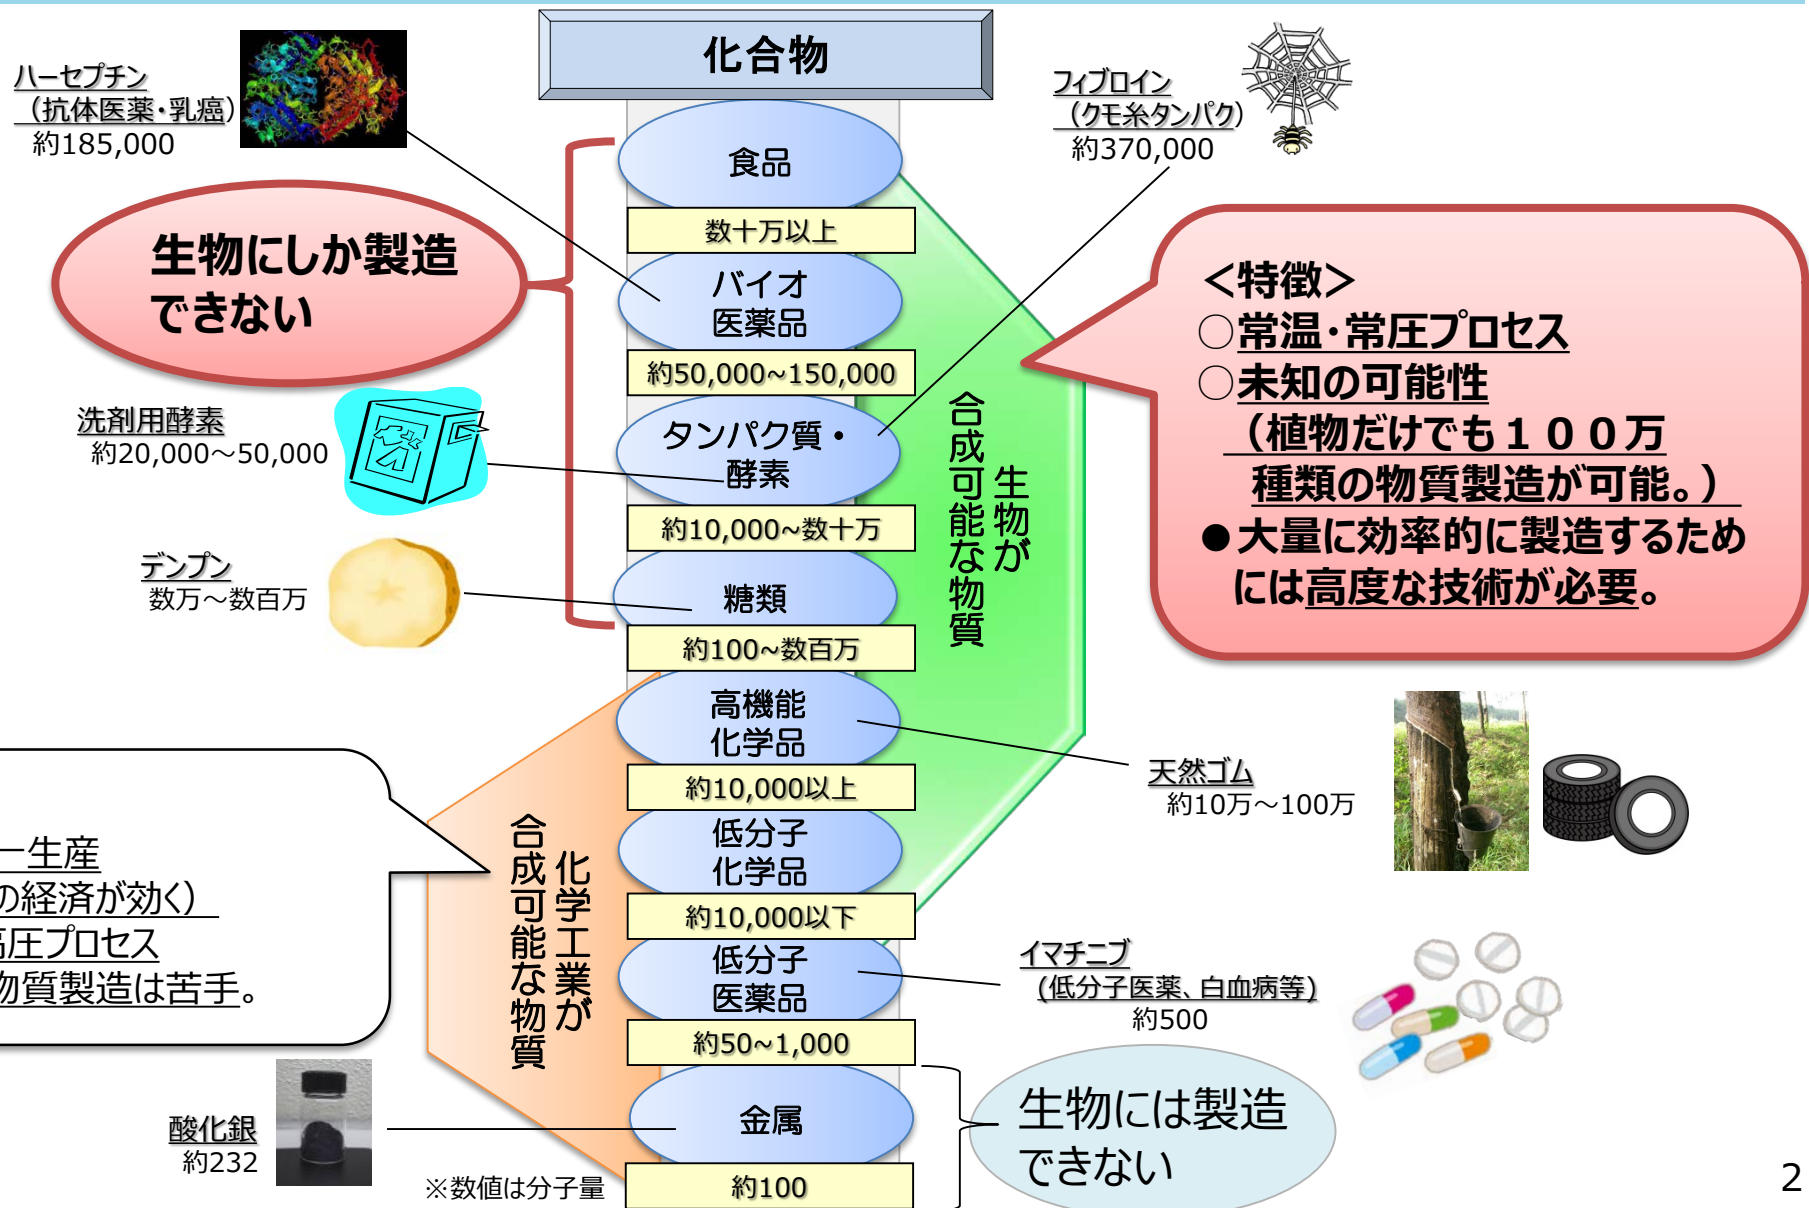 化合物
ハーセプチン
（抗体医薬・乳癌）
約185,000
フィブロイン
（クモ糸タンパク）
約370,000
食品
数十万以上
生物にしか製造
できない
バイオ
医薬品
約50,000~150,000
＜特徴＞
○常温・常圧プロセス
○未知の可能性
（植物だけでも１００万
種類の物質製造が可能。）
●大量に効率的に製造するため
には高度な技術が必要。
洗剤用酵素
約20,000～50,000
タンパク質・
酵素
約10,000~数十万
生物が
合成可能な物質
デンプン
数万～数百万
糖類
約100~数百万
高機能
化学品
約10,000以上
天然ゴム
約10万～100万
ー生産
の経済が効く）
高圧プロセス
物質製造は苦手。
化学工業が
合成可能な物質
低分子
化学品
約10,000以下
低分子
医薬品
約50~1,000
イマチニブ
(低分子医薬、白血病等)
約500
酸化銀
約232
金属
約100
生物には製造
できない
※数値は分子量
2